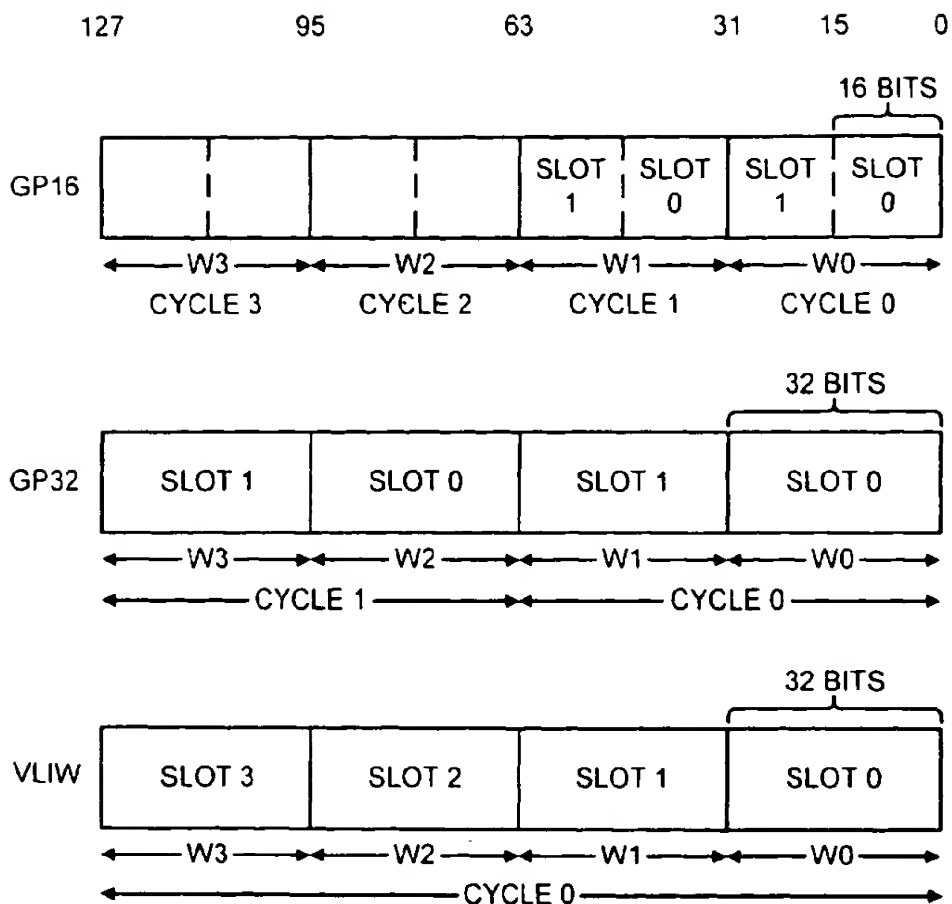 127 95 63 31 15 0
16 BITS
GP16 SLOT 1 SLOT 0 SLOT 1 SLOT 0
W3 W2 W1 W0
CYCLE 3 CYCLE 2 CYCLE 1 CYCLE 0
32 BITS
GP32 SLOT 1 SLOT 0 SLOT 1 SLOT 0
W3 W2 W1 W0
CYCLE 1 CYCLE 0
32 BITS
VLIW SLOT 3 SLOT 2 SLOT 1 SLOT 0
W3 W2 W1 W0
CYCLE 0